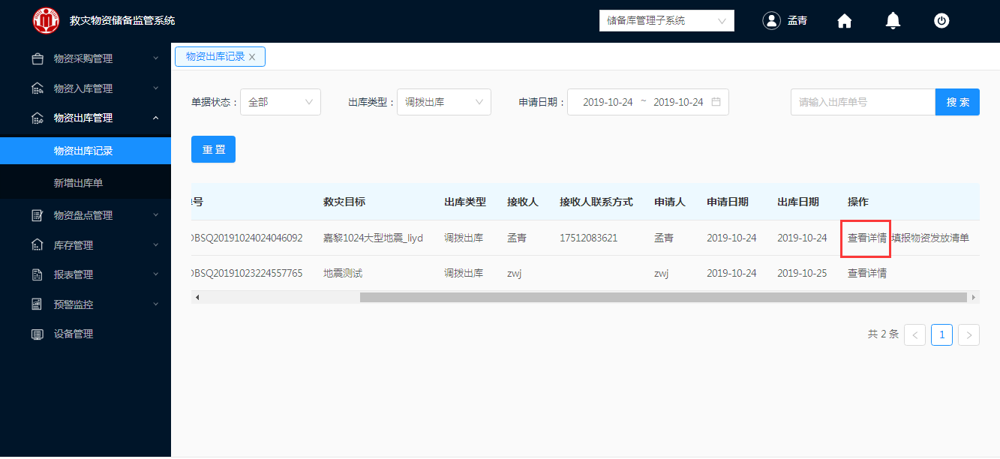 救灾物资储备监管系统 储备库管理子系统 孟青
物资采购管理
物资入库管理
物资出库管理
物资出库记录
新增出库单
物资盘点管理
库存管理
报表管理
预警监控
设备管理
物资出库记录 ×
单据状态： 全部 出库类型： 调拨出库 申请日期： 2019-10-24 ~ 2019-10-24 请输入出库单号 搜 索
重 置
号 救灾目标 出库类型 接收人 接收人联系方式 申请人 申请日期 出库日期 操作
DBSQ20191024024046092 嘉黎1024大型地震_liyd 调拨出库 孟青 17512083621 孟青 2019-10-24 2019-10-24 查看详情 填报物资发放清单
DBSQ20191023224557765 地震测试 调拨出库 zwj zwj 2019-10-24 2019-10-25 查看详情
共 2 条 < 1 >